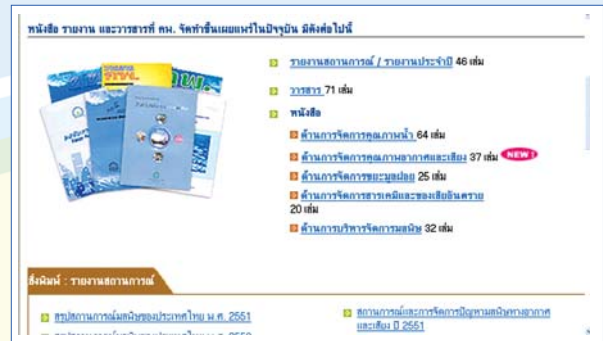 หนังสือ รายงาน และวารสารที่ คพ. จัดทำขึ้นเผยแพร่ในปัจจุบัน มีดังต่อไปนี้
รายงานสถานการณ์ / รายงานประจำปี 46 เล่ม
วารสาร 71 เล่ม
หนังสือ
ด้านการจัดการคุณภาพน้ำ 64 เล่ม
ด้านการจัดการคุณภาพอากาศและเสียง 37 เล่ม NEW !
ด้านการจัดการขยะมูลฝอย 25 เล่ม
ด้านการจัดการสารเคมีและของเสียอันตราย
20 เล่ม
ด้านการบริหารจัดการมลพิษ 32 เล่ม
สิ่งพิมพ์ : รายงานสถานการณ์
สรุปสถานการณ์มลพิษของประเทศไทย พ.ศ. 2551
สถานการณ์และการจัดการปัญหามลพิษทางอากาศ
และเสียง ปี 2551